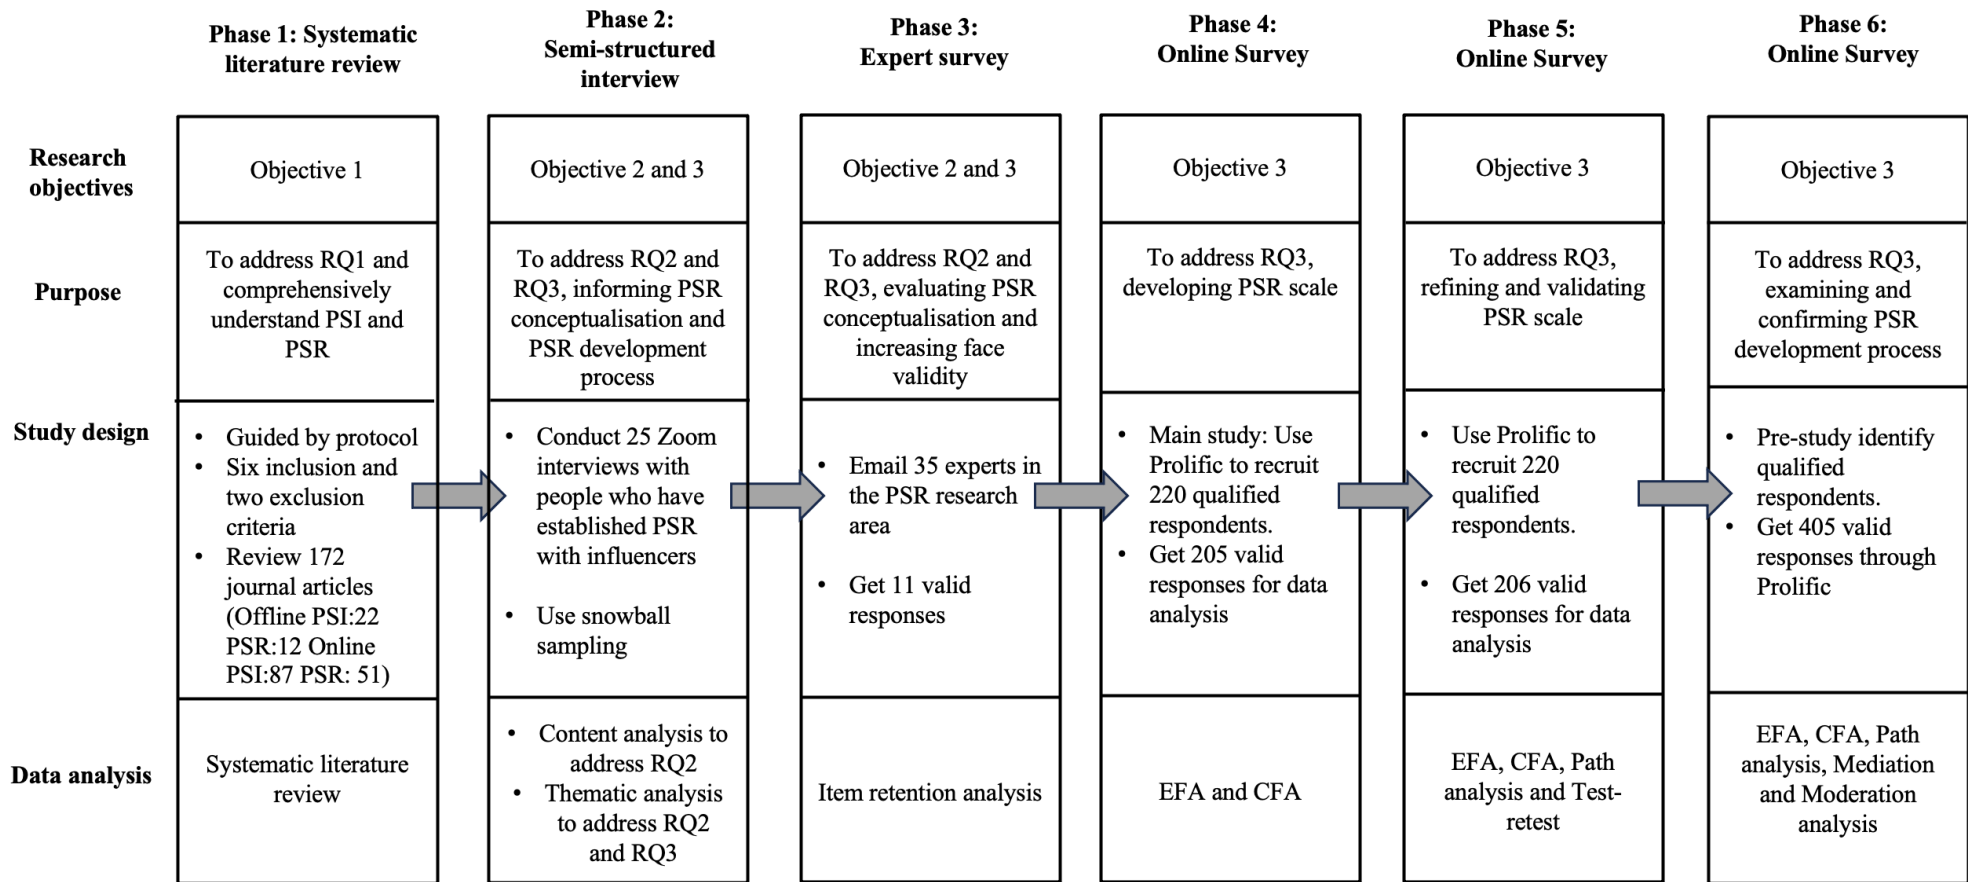 Phase 1: Systematic
literature review
Phase 2:
Semi-structured
interview
Phase 3:
Expert survey
Phase 4:
Online Survey
Phase 5:
Online Survey
Phase 6:
Online Survey
Research
objectives
Objective 1
Objective 2 and 3
Objective 2 and 3
Objective 3
Objective 3
Objective 3
Purpose
To address RQ1 and
comprehensively
understand PSI and
PSR
To address RQ2 and
RQ3, informing PSR
conceptualisation and
PSR development
process
To address RQ2 and
RQ3, evaluating PSR
conceptualisation and
increasing face
validity
To address RQ3,
developing PSR scale
To address RQ3,
refining and validating
PSR scale
To address RQ3,
examining and
confirming PSR
development process
Study design
• Guided by protocol
• Six inclusion and
two exclusion
criteria
• Review 172
journal articles
(Offline PSI:22
PSR:12 Online
PSI:87 PSR: 51)
• Conduct 25 Zoom
interviews with
people who have
established PSR
with influencers
• Use snowball
sampling
• Email 35 experts in
the PSR research
area
• Get 11 valid
responses
• Main study: Use
Prolific to recruit
220 qualified
respondents.
• Get 205 valid
responses for data
analysis
• Use Prolific to
recruit 220
qualified
respondents.
• Get 206 valid
responses for data
analysis
• Pre-study identify
qualified
respondents.
• Get 405 valid
responses through
Prolific
Data analysis
Systematic literature
review
• Content analysis to
address RQ2
• Thematic analysis
to address RQ2
and RQ3
Item retention analysis
EFA and CFA
EFA, CFA, Path
analysis and Test-
retest
EFA, CFA, Path
analysis, Mediation
and Moderation
analysis